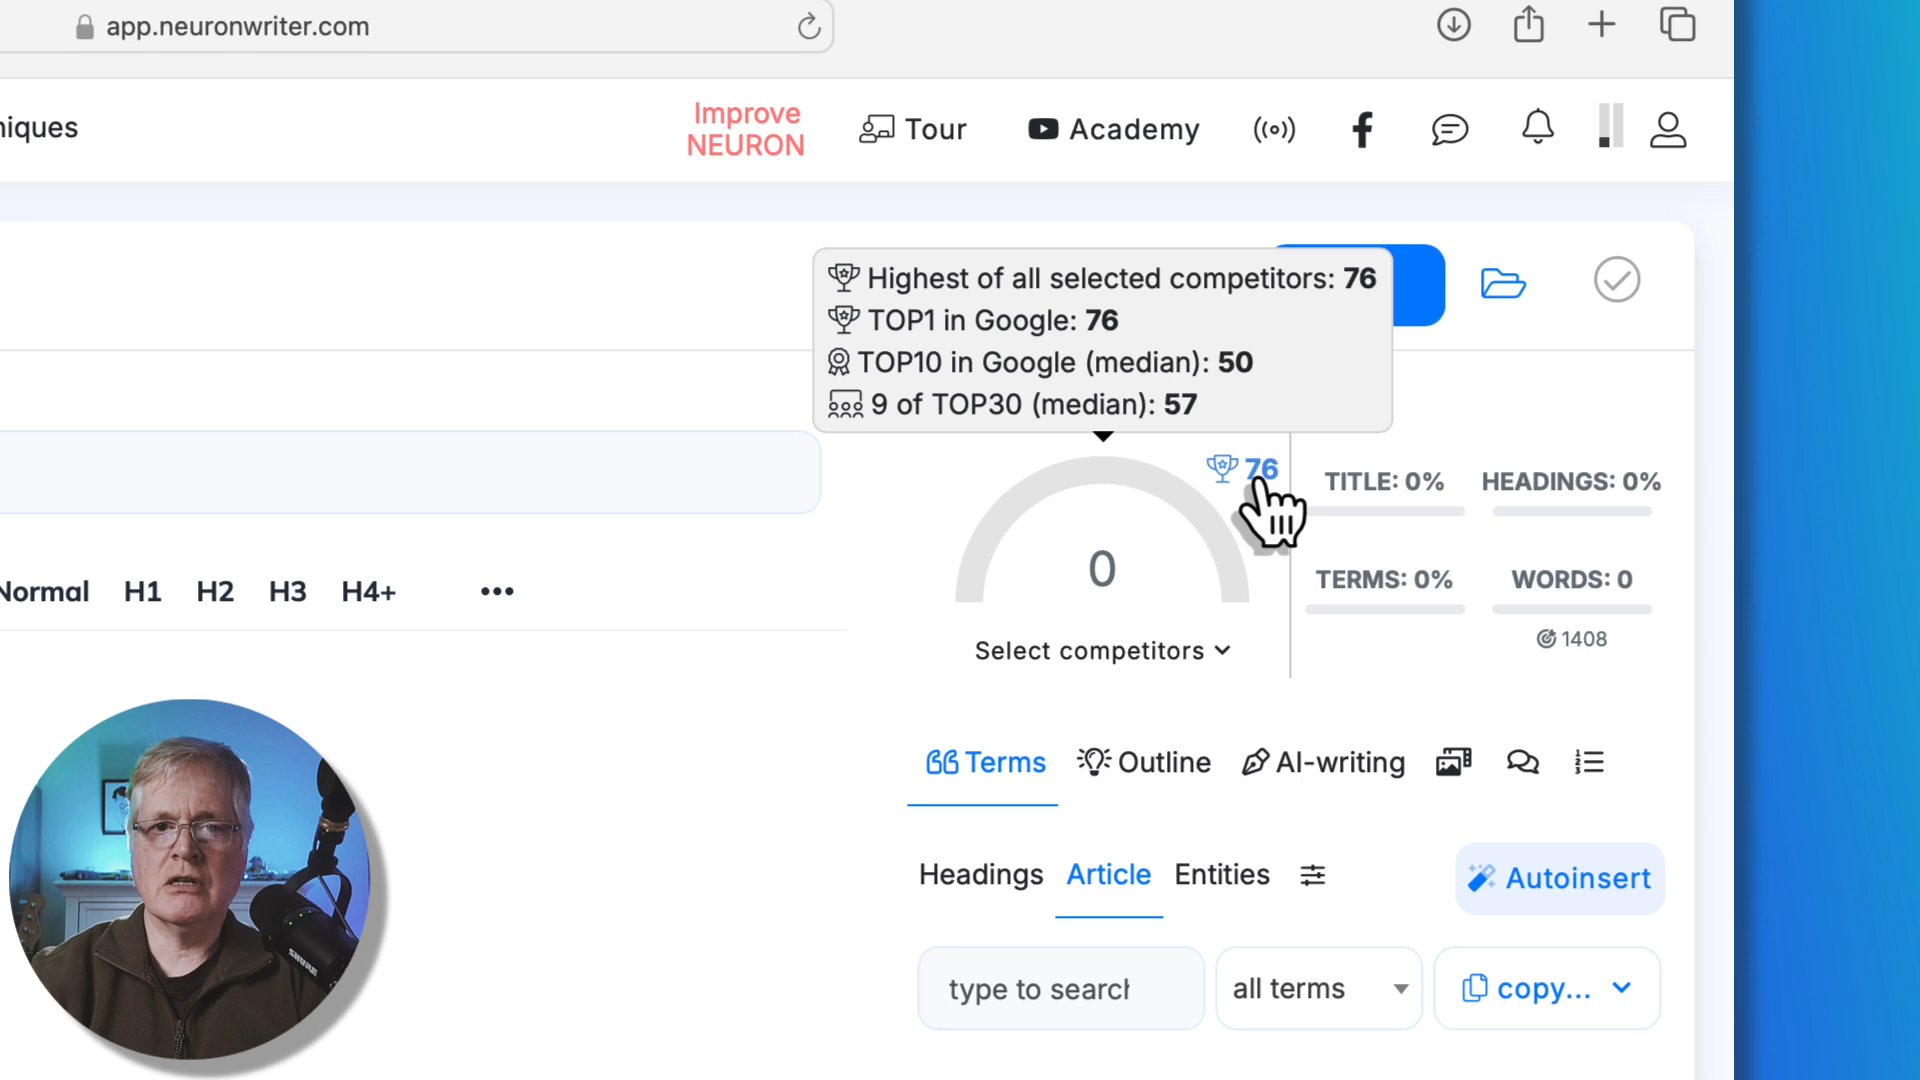 app.neuronwriter.com
niques
Improve
NEURON
Tour
Academy
Highest of all selected competitors: 76
TOP1 in Google: 76
TOP10 in Google (median): 50
9 of TOP30 (median): 57
76
TITLE: 0%
HEADINGS: 0%
0
TERMS: 0%
WORDS: 0
1408
Normal H1 H2 H3 H4+ •••
Select competitors
Terms
Outline
AI-writing
Headings
Article
Entities
Autoinsert
type to search
all terms
copy...
SHURE